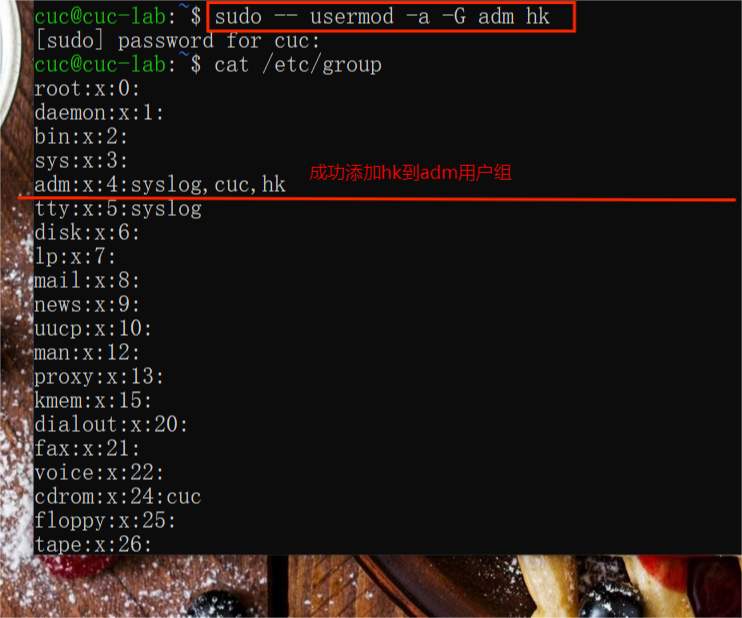 cuc@cuc-lab:~$ sudo -- usermod -a -G adm hk
[sudo] password for cuc:
cuc@cuc-lab:~$ cat /etc/group
root:x:0:
daemon:x:1:
bin:x:2:
sys:x:3:
adm:x:4:syslog,cuc,hk 成功添加hk到adm用户组
tty:x:5:syslog
disk:x:6:
lp:x:7:
mail:x:8:
news:x:9:
uucp:x:10:
man:x:12:
proxy:x:13:
kmem:x:15:
dialout:x:20:
fax:x:21:
voice:x:22:
cdrom:x:24:cuc
floppy:x:25:
tape:x:26: